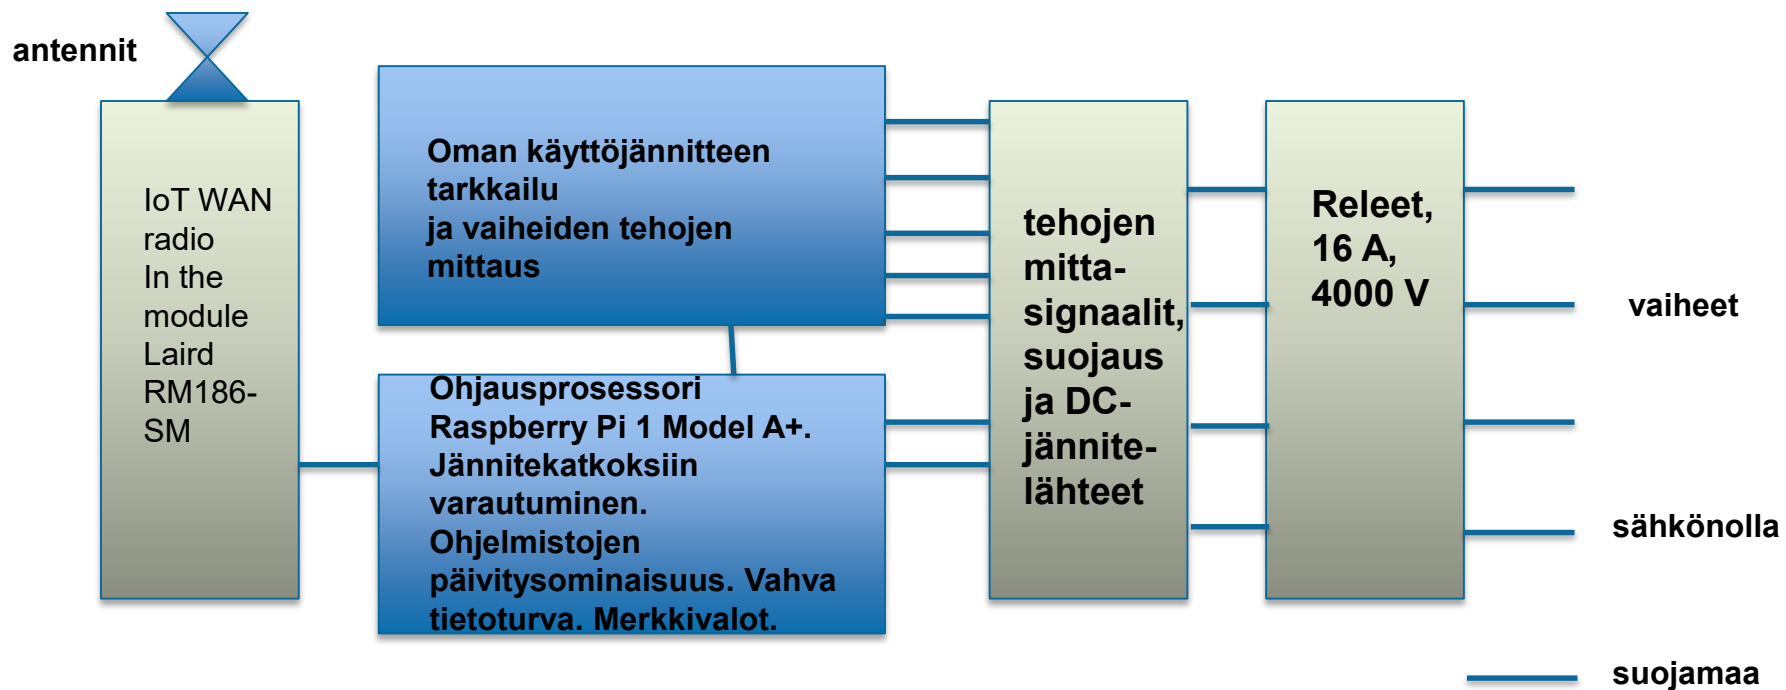 antennit
IoT WAN
radio
In the
module
Laird
RM186-
SM
Oman käyttöjännitteen
tarkkailu
ja vaiheiden tehojen
mittaus
Ohjausprosessori
Raspberry Pi 1 Model A+.
Jännitekatkoksiin
varautuminen.
Ohjelmistojen
päivitysominaisuus. Vahva
tietoturva. Merkkivalot.
tehojen
mitta-
signaalit,
suojaus
ja DC-
jännite-
lähteet
Releet,
16 A,
4000 V
vaiheet
sähkönolla
suojamaa